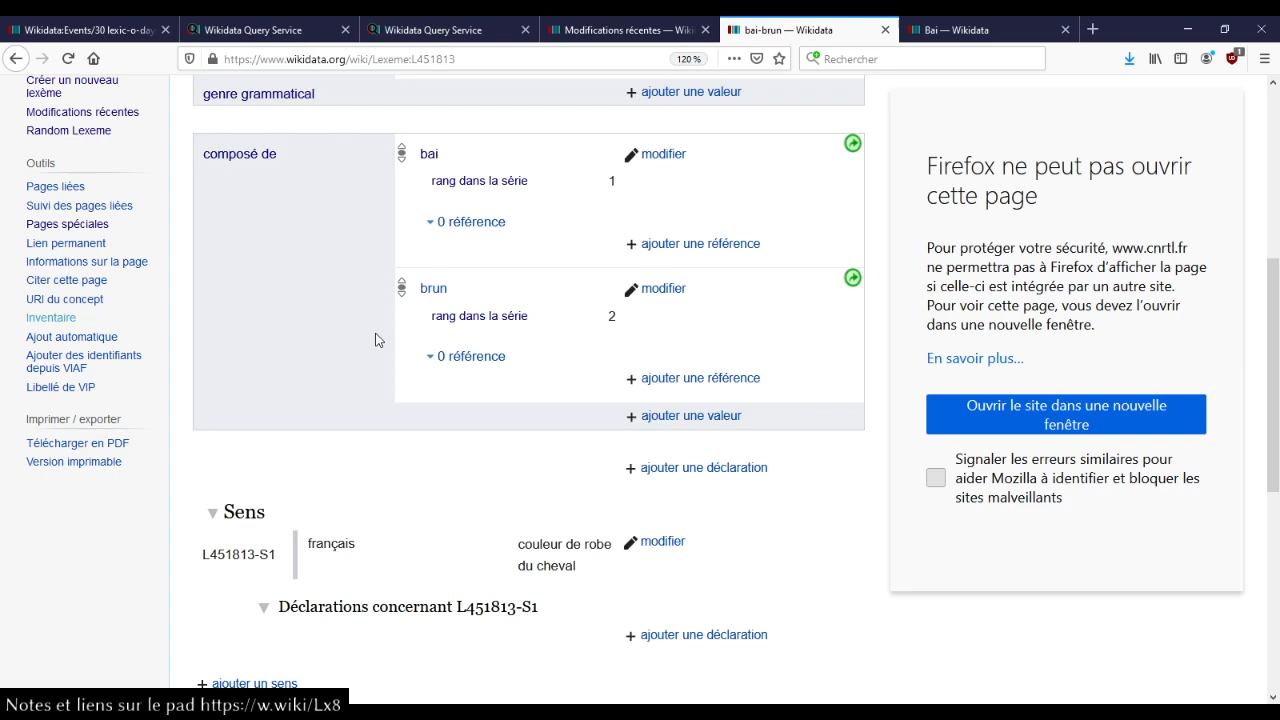 Wikidata:Events/30 lexic-o-day
Wikidata Query Service
Wikidata Query Service
Modifications récentes — Wiki
bai-brun — Wikidata
Bai — Wikidata
https://www.wikidata.org/wiki/Lexeme:L451813
120 %
Rechercher
1
Créer un nouveau
lexème
Modifications récentes
Random Lexeme
Outils
Pages liées
Suivi des pages liées
Pages spéciales
Lien permanent
Informations sur la page
Citer cette page
URI du concept
Inventaire
Ajout automatique
Ajouter des identifiants
depuis VIAF
Libellé de VIP
Imprimer / exporter
Télécharger en PDF
Version imprimable
genre grammatical
+ ajouter une valeur
composé de
bai
modifier
rang dans la série 1
0 référence
+ ajouter une référence
brun
modifier
rang dans la série 2
0 référence
+ ajouter une référence
+ ajouter une valeur
+ ajouter une déclaration
Sens
L451813-S1
français
couleur de robe
du cheval
modifier
Déclarations concernant L451813-S1
+ ajouter une déclaration
+ ajouter un sens
Firefox ne peut pas ouvrir
cette page
Pour protéger votre sécurité, www.cnrtl.fr
ne permettra pas à Firefox d’afficher la page
si celle-ci est intégrée par un autre site.
Pour voir cette page, vous devez l’ouvrir
dans une nouvelle fenêtre.
En savoir plus...
Ouvrir le site dans une nouvelle
fenêtre
Signaler les erreurs similaires pour
aider Mozilla à identifier et bloquer les
sites malveillants
Notes et liens sur le pad https://w.wiki/Lx8